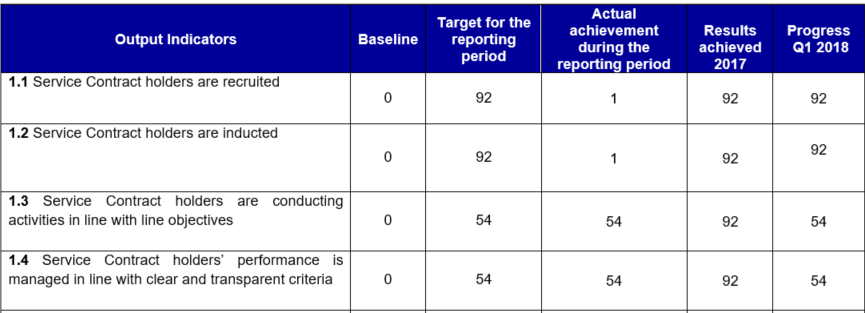 Output Indicators
Baseline
Target for the
reporting
period
Actual
achievement
during the
reporting period
Results
achieved
2017
Progress
Q1 2018
1.1 Service Contract holders are recruited
0
92
1
92
92
1.2 Service Contract holders are inducted
0
92
1
92
92
1.3 Service Contract holders are conducting
activities in line with line objectives
0
54
54
92
54
1.4 Service Contract holders’ performance is
managed in line with clear and transparent criteria
0
54
54
92
54